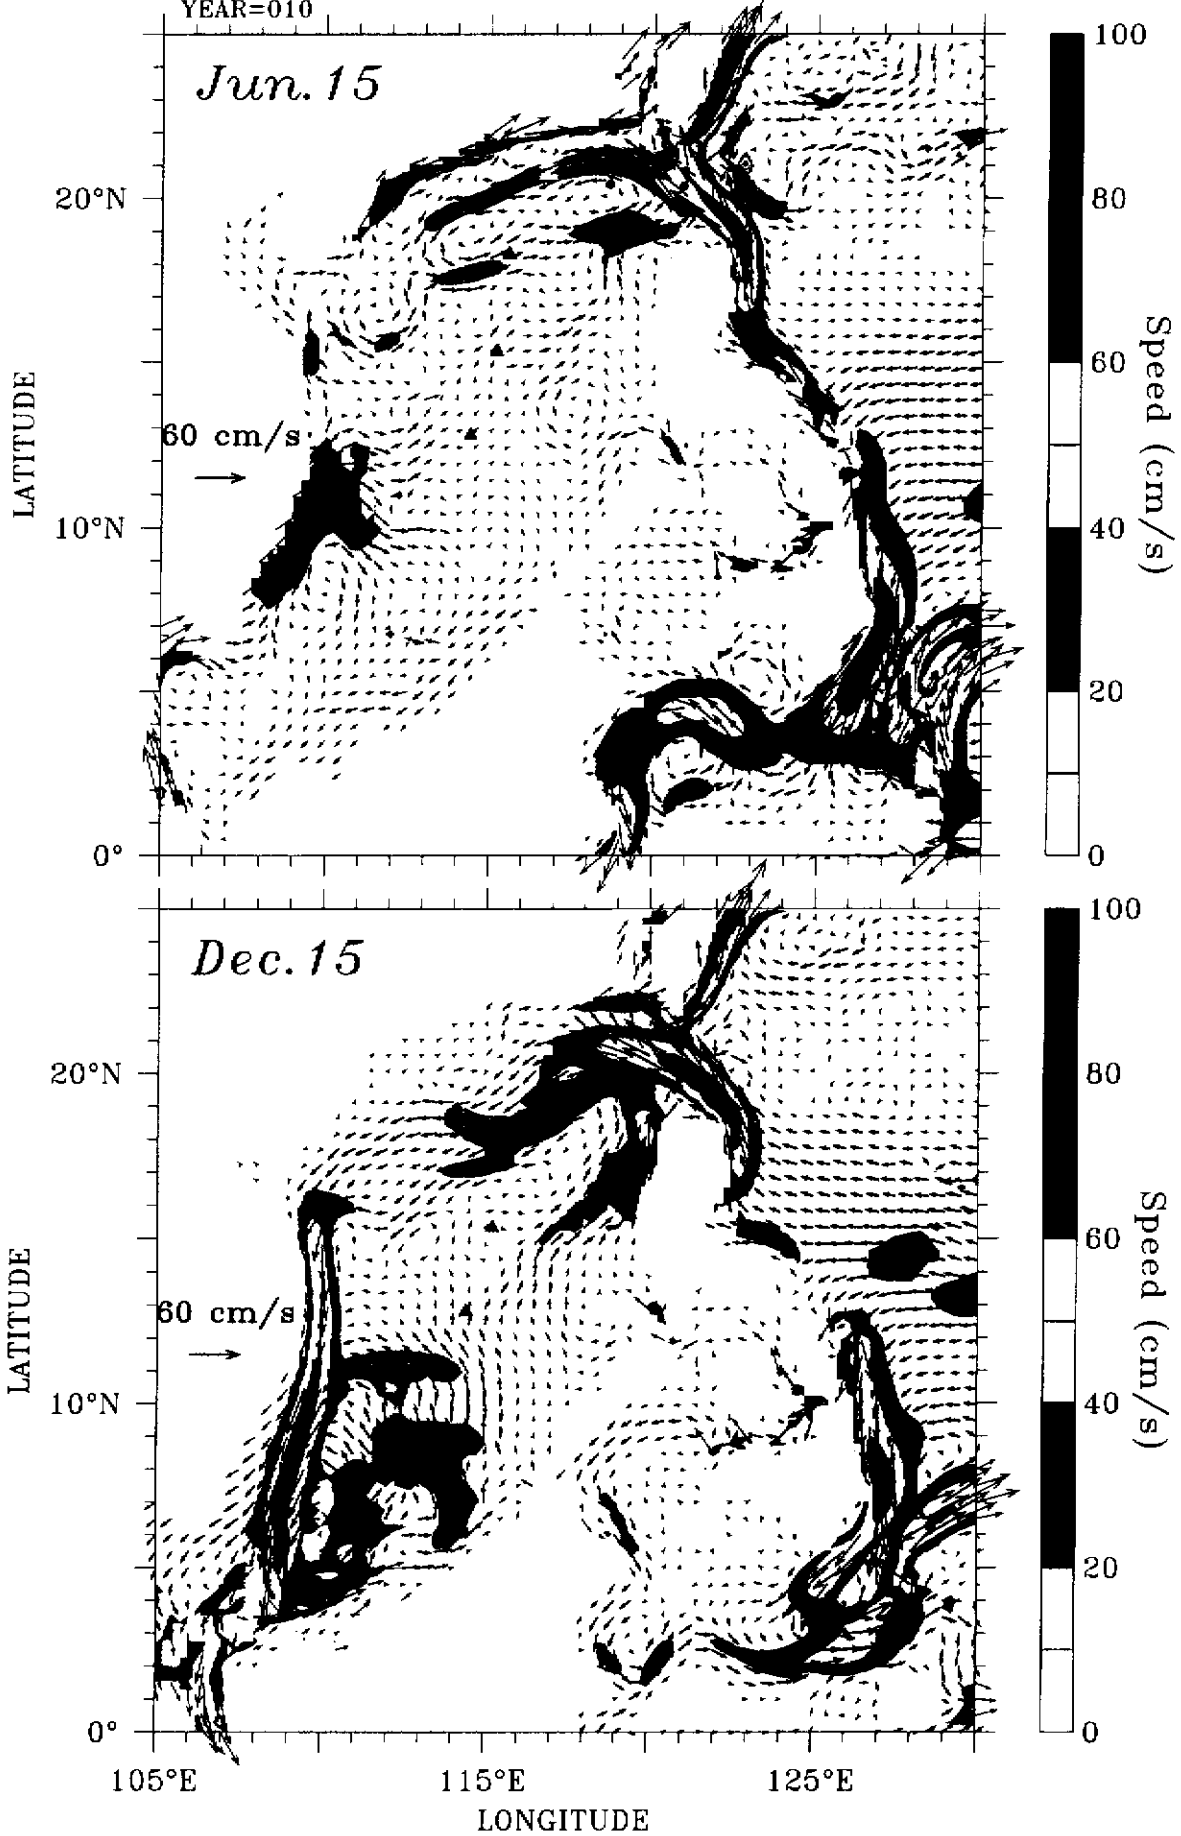 YEAR=010
Jun.15
100
80
60
40
20
0
Speed (cm/s)
20°N
10°N
0°
LATITUDE
60 cm/s
Dec.15
100
80
60
40
20
0
Speed (cm/s)
20°N
10°N
0°
LATITUDE
60 cm/s
105°E 115°E 125°E
LONGITUDE